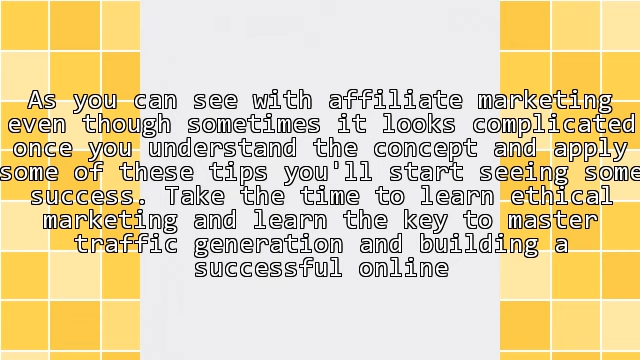 As you can see with affiliate marketing
even though sometimes it looks complicated
once you understand the concept and apply
some of these tips you'll start seeing some
success. Take the time to learn ethical
marketing and learn the key to master
traffic generation and building a
successful online